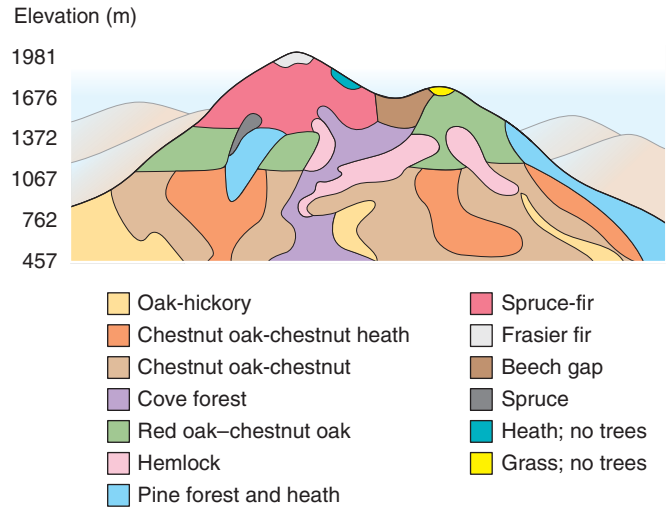 Elevation (m)
1981
1676
1372
1067
762
457
Oak-hickory
Chestnut oak-chestnut heath
Chestnut oak-chestnut
Cove forest
Red oak–chestnut oak
Hemlock
Pine forest and heath
Spruce-fir
Frasier fir
Beech gap
Spruce
Heath; no trees
Grass; no trees